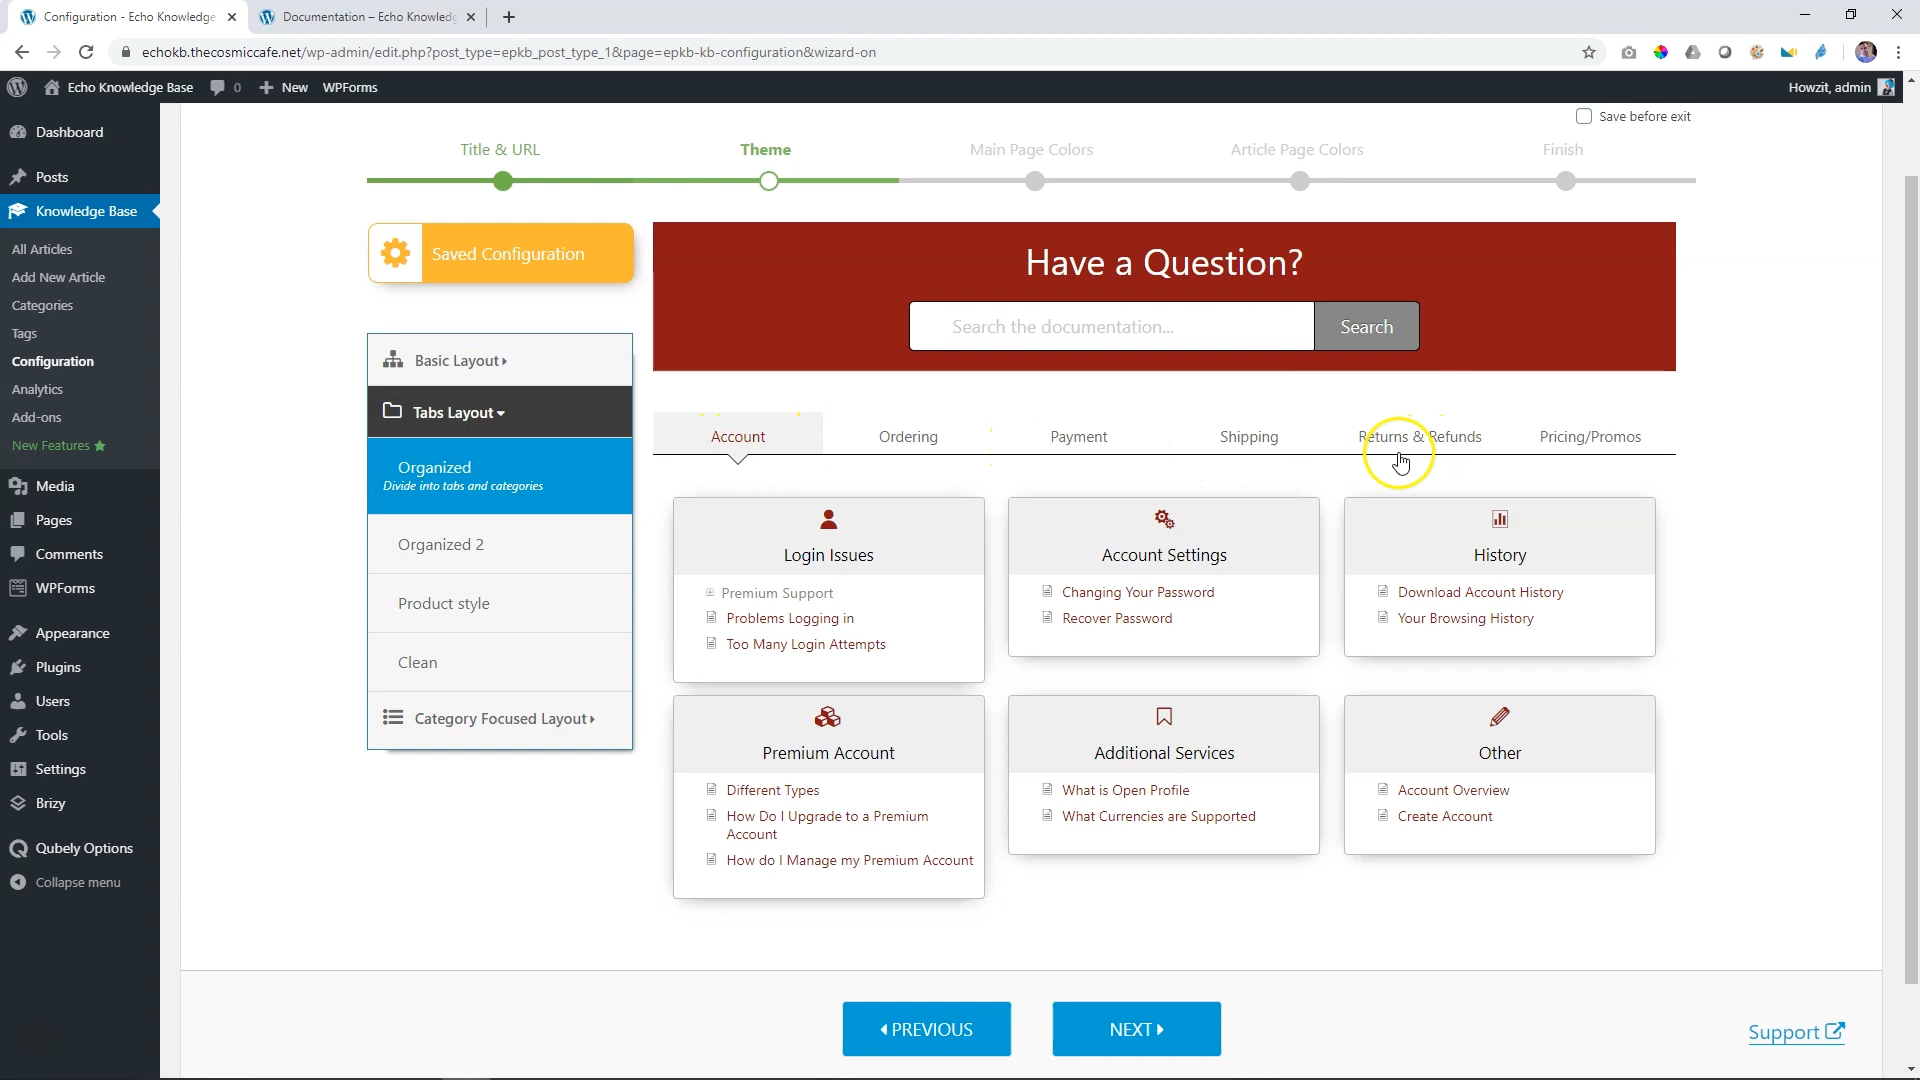 Configuration - Echo Knowledge
Documentation – Echo Knowledg
echokb.thecosmiccafe.net/wp-admin/edit.php?post_type=epkb_post_type_1&page=epkb-kb-configuration&wizard-on
Echo Knowledge Base
0
New
WPForms
Howzit, admin
Dashboard
Posts
Knowledge Base
All Articles
Add New Article
Categories
Tags
Configuration
Analytics
Add-ons
New Features
Media
Pages
Comments
WPForms
Appearance
Plugins
Users
Tools
Settings
Brizy
Qubely Options
Collapse menu
Save before exit
Title & URL
Theme
Main Page Colors
Article Page Colors
Finish
Saved Configuration
Basic Layout
Tabs Layout
Organized
Divide into tabs and categories
Organized 2
Product style
Clean
Category Focused Layout
Have a Question?
Search the documentation...
Search
Account
Ordering
Payment
Shipping
Returns & Refunds
Pricing/Promos
Login Issues
Premium Support
Problems Logging in
Too Many Login Attempts
Account Settings
Changing Your Password
Recover Password
History
Download Account History
Your Browsing History
Premium Account
Different Types
How Do I Upgrade to a Premium
Account
How do I Manage my Premium Account
Additional Services
What is Open Profile
What Currencies are Supported
Other
Account Overview
Create Account
PREVIOUS
NEXT
Support